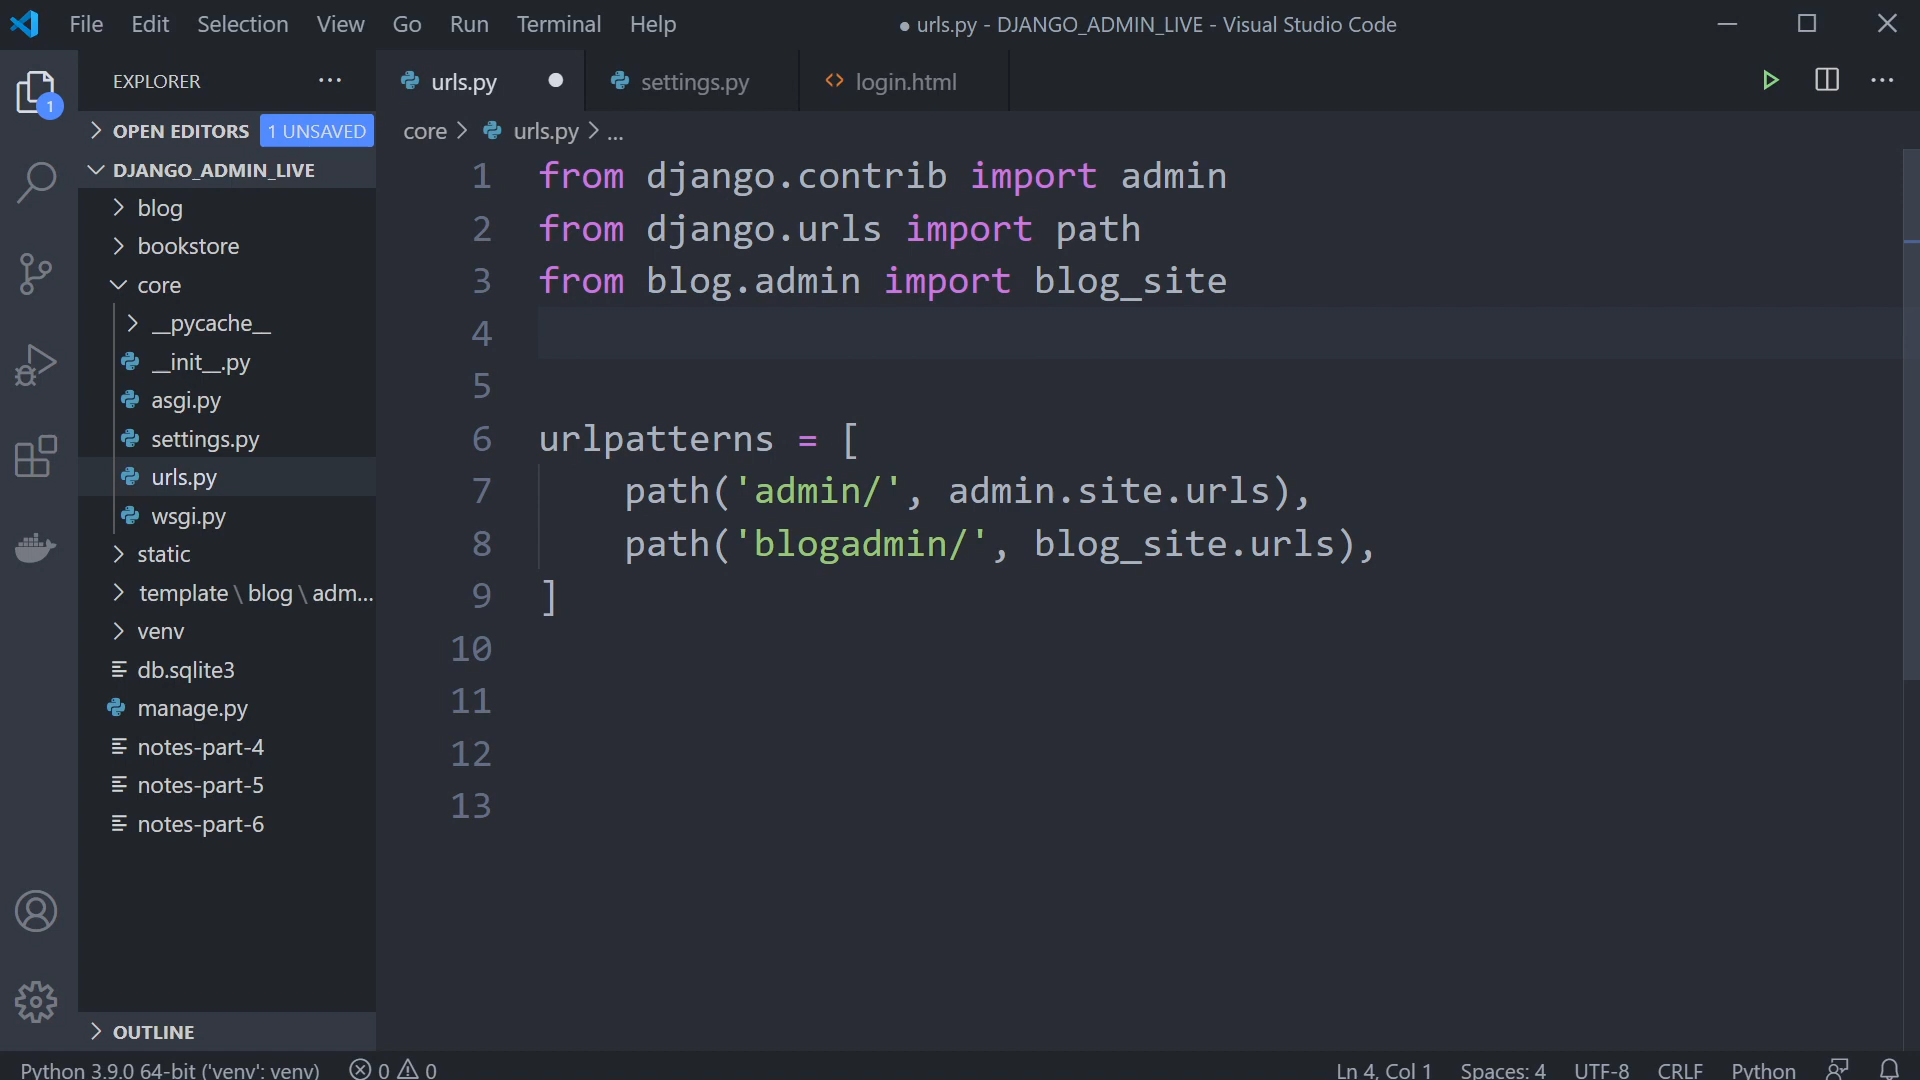 File Edit Selection View Go Run Terminal Help
● urls.py - DJANGO_ADMIN_LIVE - Visual Studio Code
EXPLORER ...
1
OPEN EDITORS 1 UNSAVED
DJANGO_ADMIN_LIVE
blog
bookstore
core
__pycache__
__init__.py
asgi.py
settings.py
urls.py
wsgi.py
static
template \ blog \ adm...
venv
db.sqlite3
manage.py
notes-part-4
notes-part-5
notes-part-6
OUTLINE
urls.py settings.py login.html
core > urls.py > ...
1 from django.contrib import admin
2 from django.urls import path
3 from blog.admin import blog_site
4
5
6 urlpatterns = [
7     path('admin/', admin.site.urls),
8     path('blogadmin/', blog_site.urls),
9 ]
10
11
12
13
Python 3.9.0 64-bit ('venv': venv) 0 0 Ln 4, Col 1 Spaces: 4 UTF-8 CRLF Python